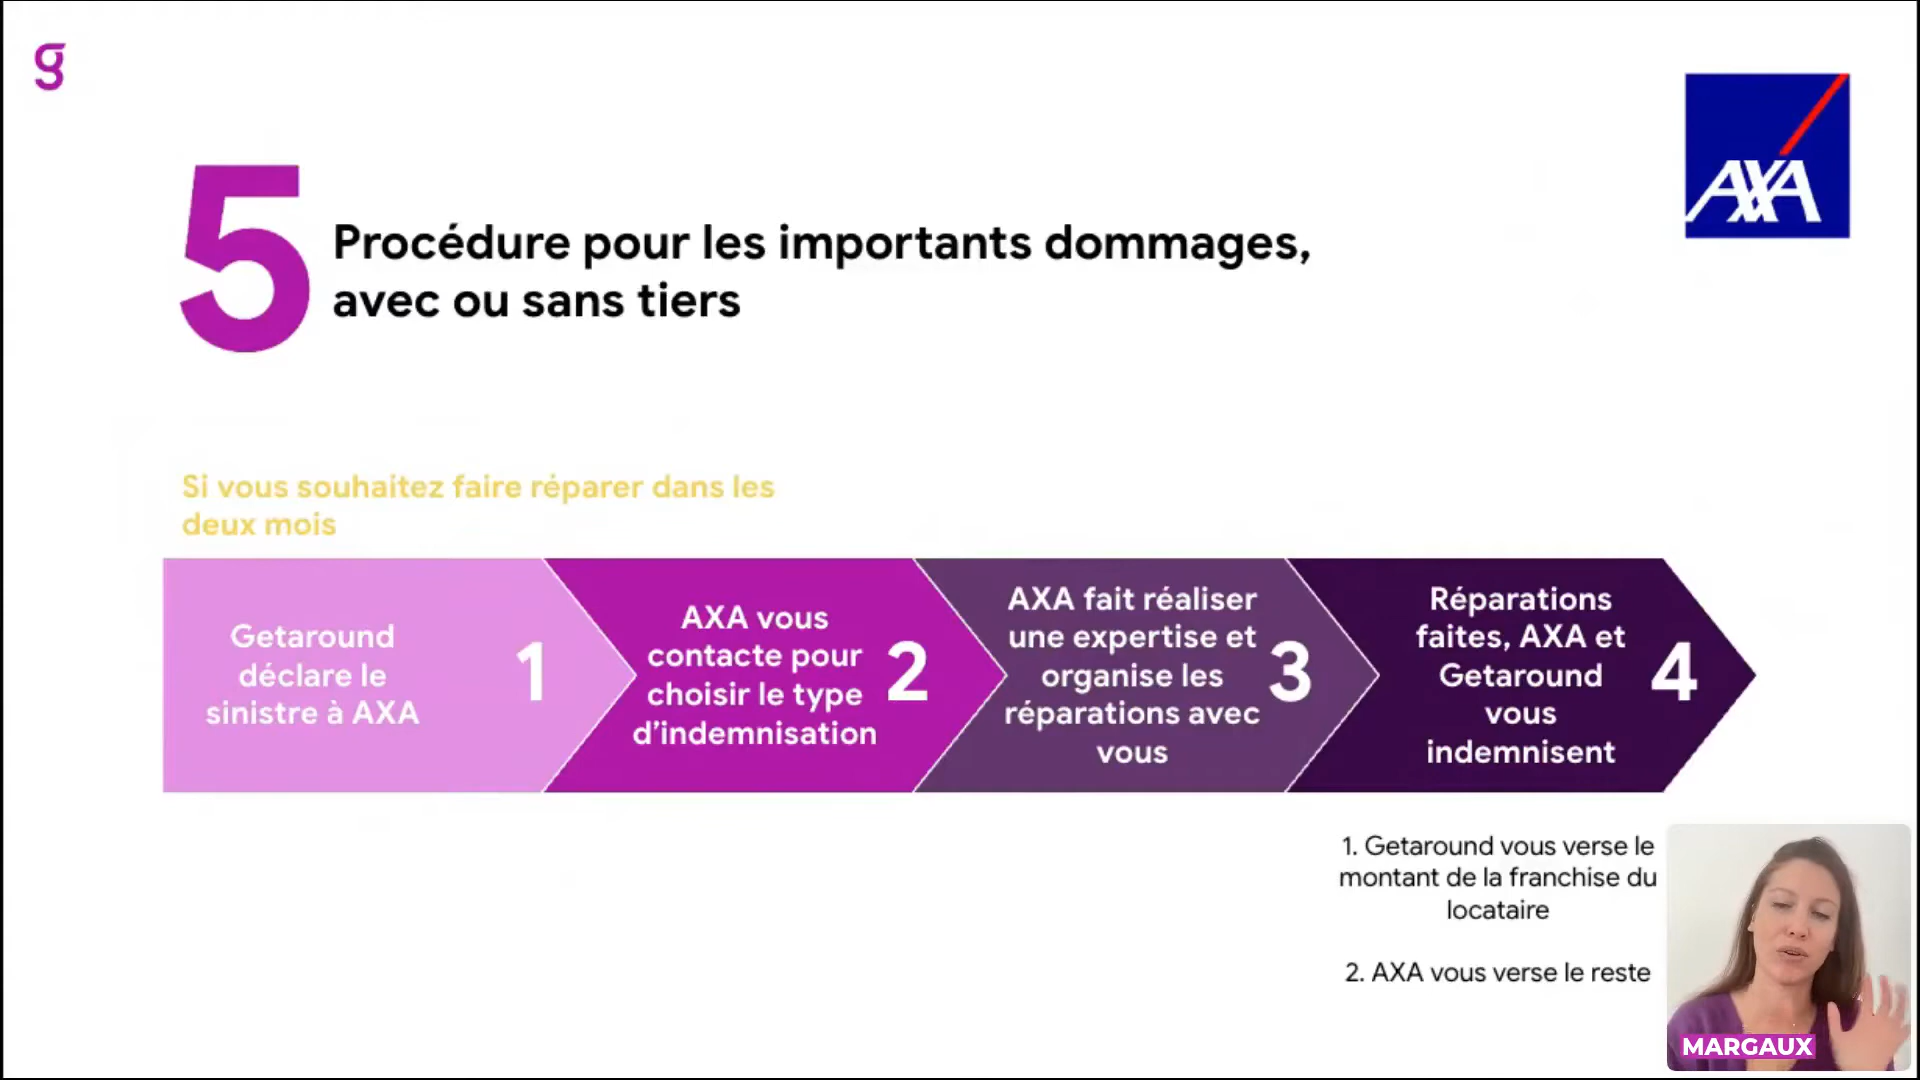 g
AXA
5
Procédure pour les importants dommages,
avec ou sans tiers
Si vous souhaitez faire réparer dans les
deux mois
Getaround
déclare le
sinistre à AXA
1
AXA vous
contacte pour
choisir le type
d'indemnisation
2
AXA fait réaliser
une expertise et
organise les
réparations avec
vous
3
Réparations
faites, AXA et
Getaround
vous
indemnisent
4
1. Getaround vous verse le
montant de la franchise du
locataire
2. AXA vous verse le reste
MARGAUX